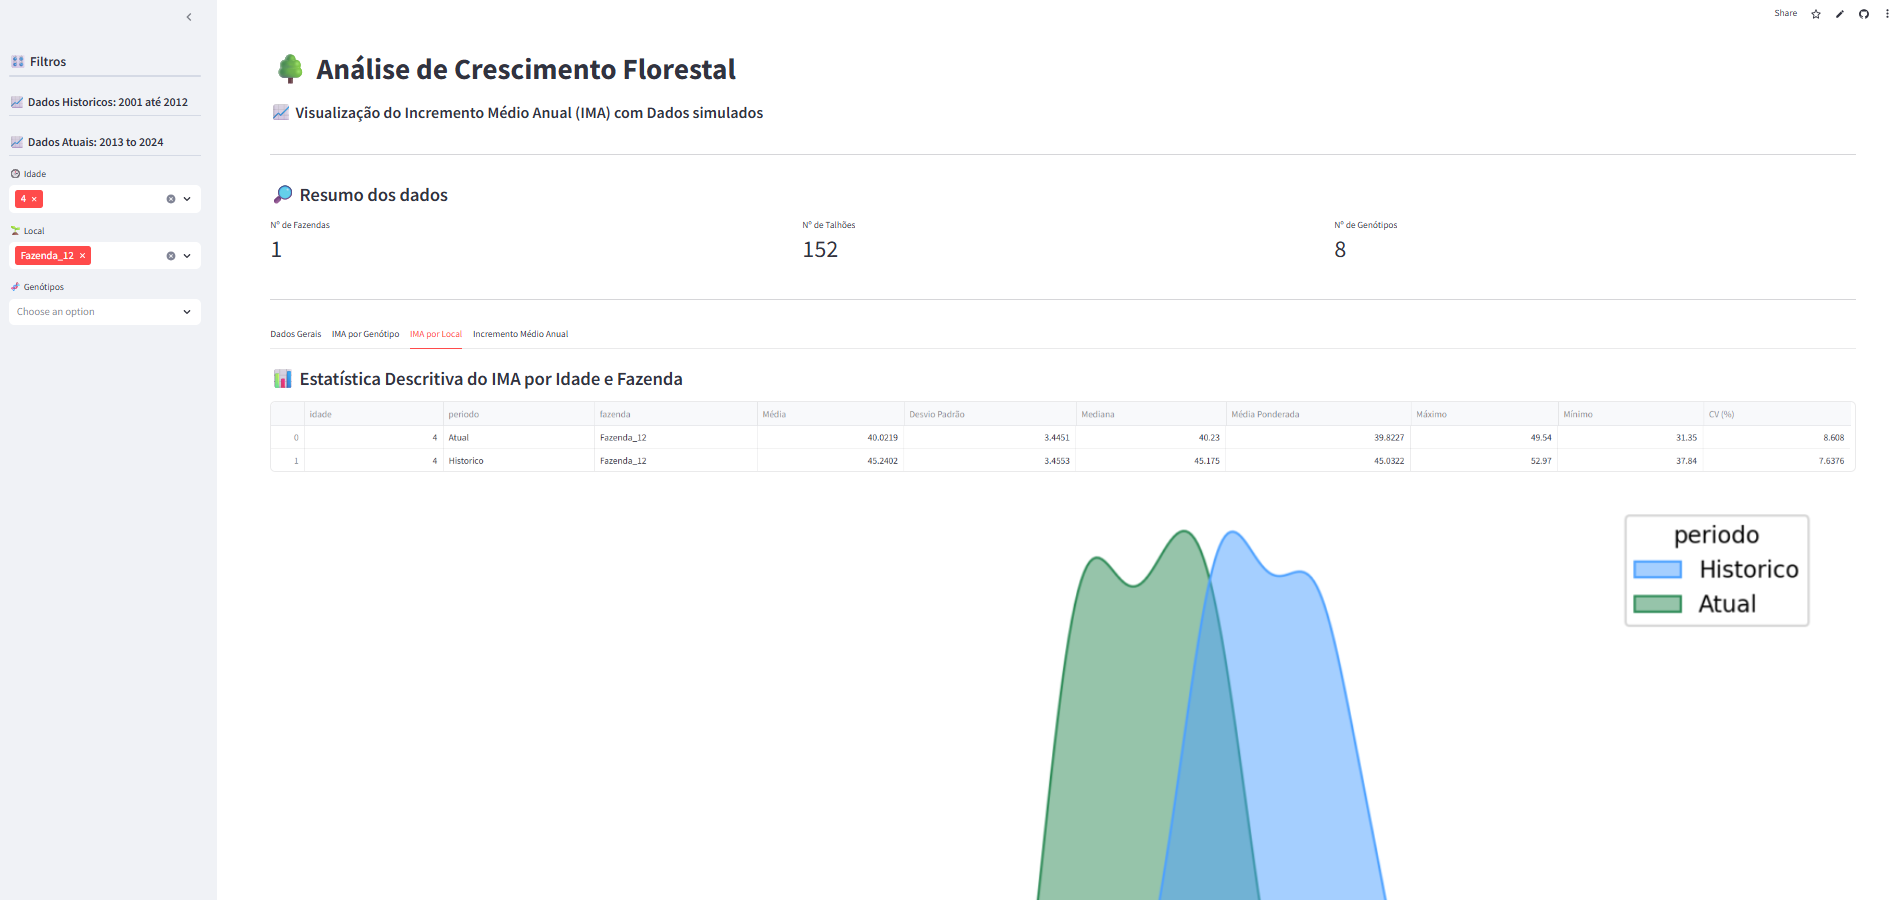 Share
Filtros
Dados Historicos: 2001 até 2012
Dados Atuais: 2013 to 2024
Idade
4 ×
Local
Fazenda_12 ×
Genótipos
Choose an option
Análise de Crescimento Florestal
Visualização do Incremento Médio Anual (IMA) com Dados simulados
Resumo dos dados
Nº de Fazendas Nº de Talhões Nº de Genótipos
1 152 8
Dados Gerais IMA por Genótipo IMA por Local Incremento Médio Anual
Estatística Descritiva do IMA por Idade e Fazenda
idade periodo fazenda Média Desvio Padrão Mediana Média Ponderada Máximo Mínimo CV (%)
0 4 Atual Fazenda_12 40.0219 3.4451 40.23 39.8227 49.54 31.35 8.608
1 4 Historico Fazenda_12 45.2402 3.4553 45.175 45.0322 52.97 37.84 7.6376
periodo
Historico
Atual